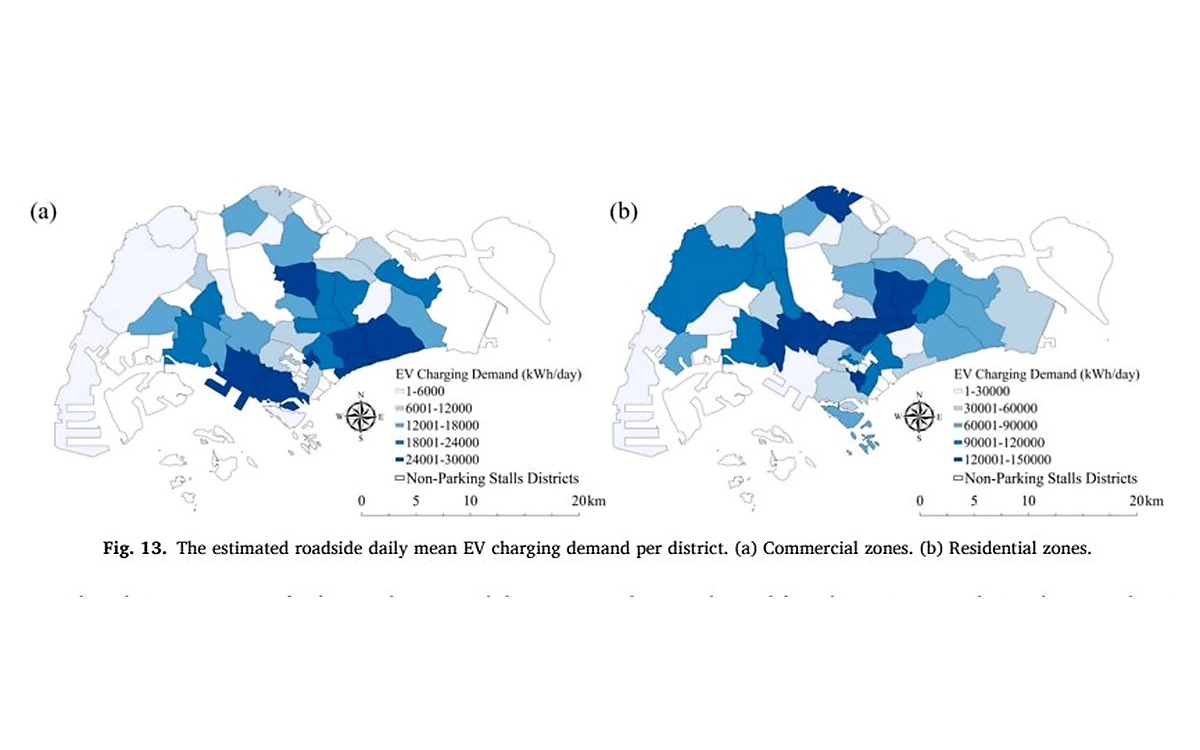 (a)
EV Charging Demand (kWh/day)
1-6000
6001-12000
12001-18000
18001-24000
24001-30000
Non-Parking Stalls Districts
N
W E
S
0 5 10 20km
(b)
EV Charging Demand (kWh/day)
1-30000
30001-60000
60001-90000
90001-120000
120001-150000
Non-Parking Stalls Districts
N
W E
S
0 5 10 20km
Fig. 13. The estimated roadside daily mean EV charging demand per district. (a) Commercial zones. (b) Residential zones.